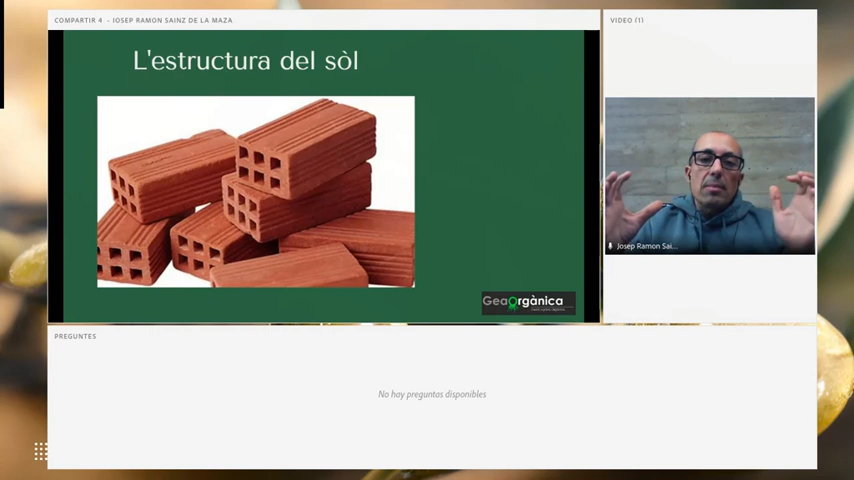 COMPARTIR 4 - JOSEP RAMON SAINZ DE LA MAZA
VIDEO (1)
L'estructura del sòl
Josep Ramon Sai...
GeaOrgànica
PREGUNTES
No hay preguntas disponibles